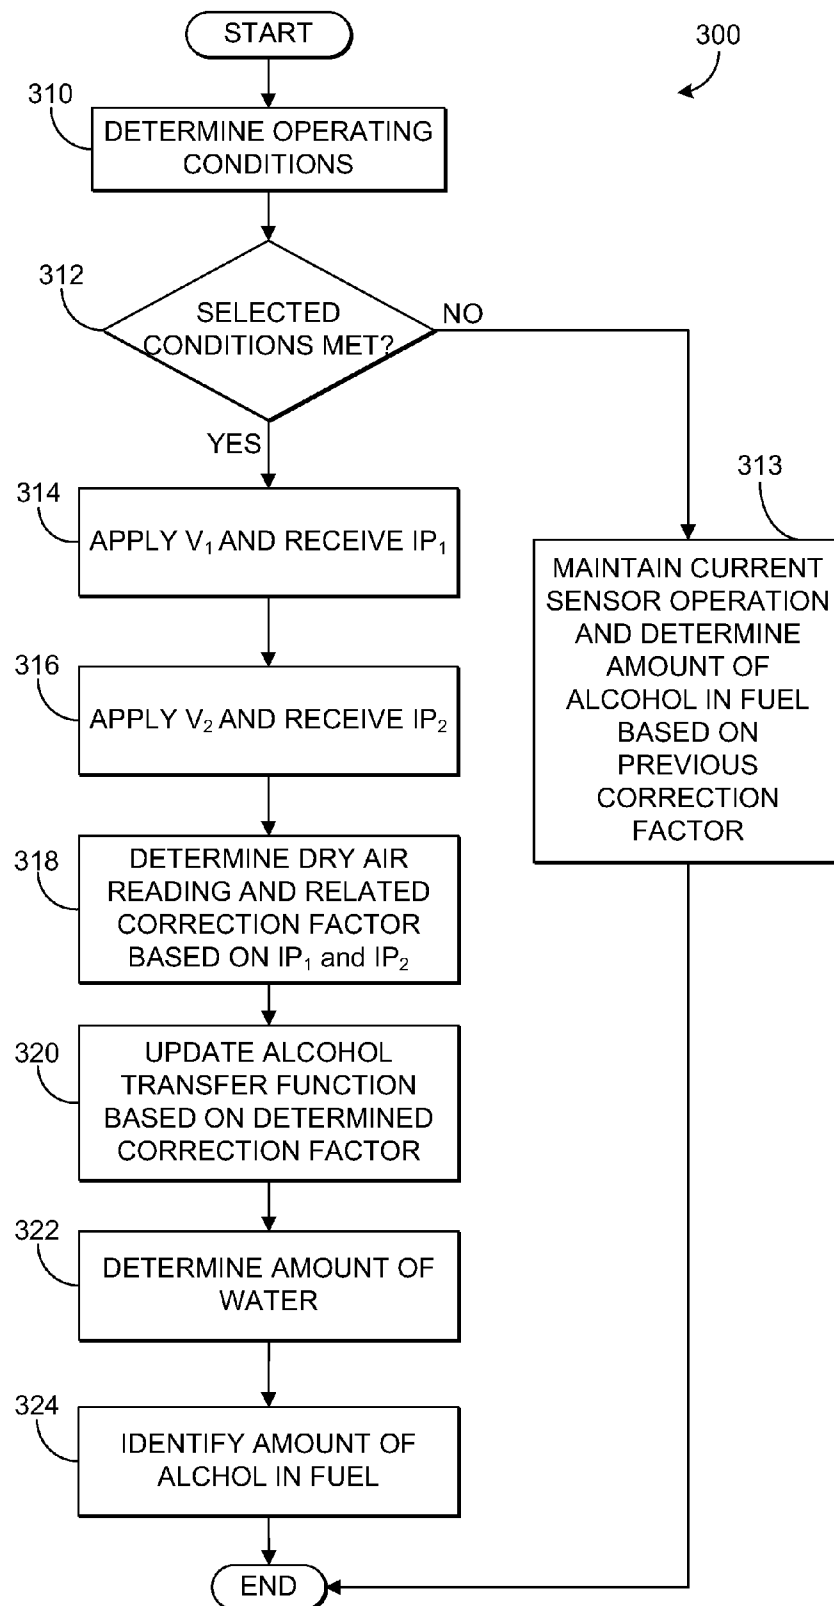 START
300
310
DETERMINE OPERATING
CONDITIONS
312
SELECTED
CONDITIONS MET?
NO
YES
314
APPLY V₁ AND RECEIVE IP₁
313
MAINTAIN CURRENT
SENSOR OPERATION
AND DETERMINE
AMOUNT OF
ALCOHOL IN FUEL
BASED ON
PREVIOUS
CORRECTION
FACTOR
316
APPLY V₂ AND RECEIVE IP₂
318
DETERMINE DRY AIR
READING AND RELATED
CORRECTION FACTOR
BASED ON IP₁ and IP₂
320
UPDATE ALCOHOL
TRANSFER FUNCTION
BASED ON DETERMINED
CORRECTION FACTOR
322
DETERMINE AMOUNT OF
WATER
324
IDENTIFY AMOUNT OF
ALCHOL IN FUEL
END